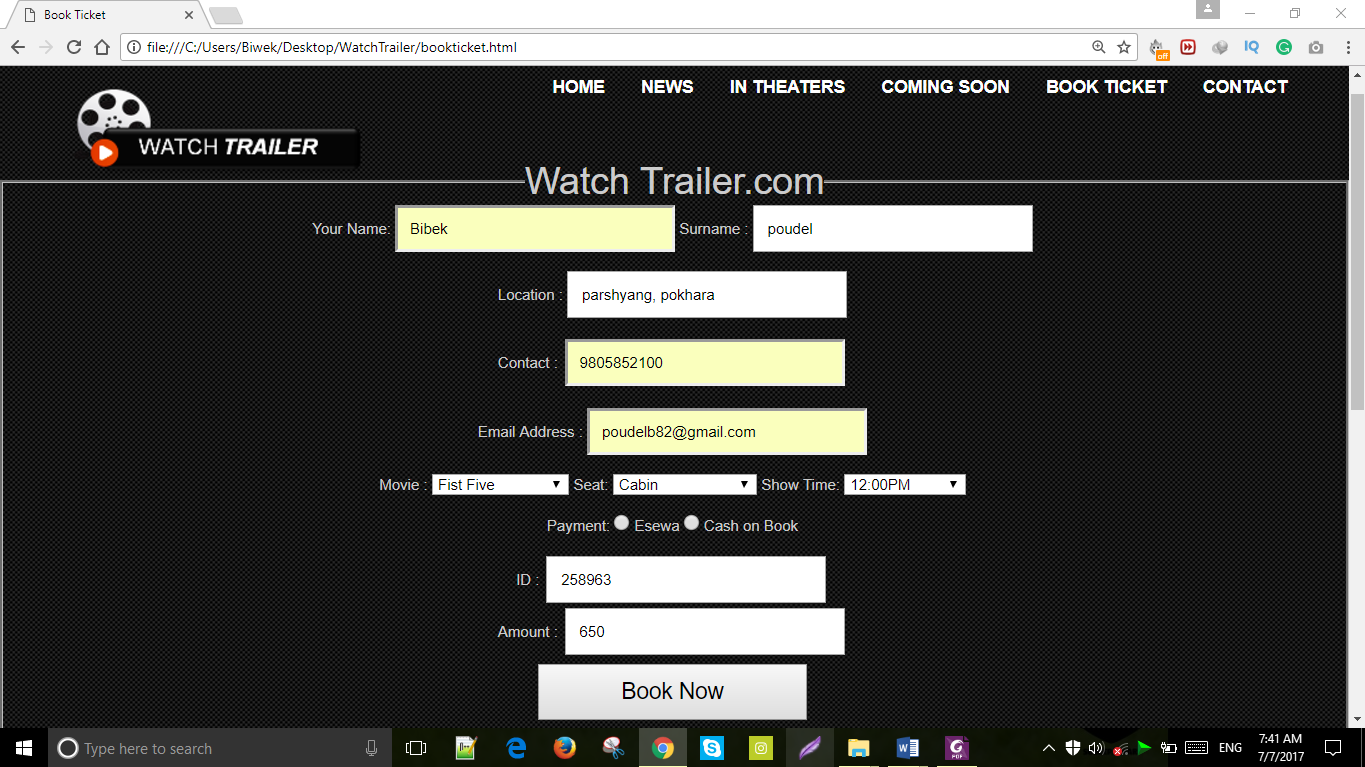 Book Ticket
file:///C:/Users/Biwek/Desktop/WatchTrailer/bookticket.html
off
IQ
HOME NEWS IN THEATERS COMING SOON BOOK TICKET CONTACT
WATCH TRAILER
Watch Trailer.com
Your Name: Bibek Surname : poudel
Location : parshyang, pokhara
Contact : 9805852100
Email Address : poudelb82@gmail.com
Movie : Fist Five Seat: Cabin Show Time: 12:00PM
Payment: Esewa Cash on Book
ID : 258963
Amount : 650
Book Now
Type here to search
PDF
ENG
7:41 AM
7/7/2017